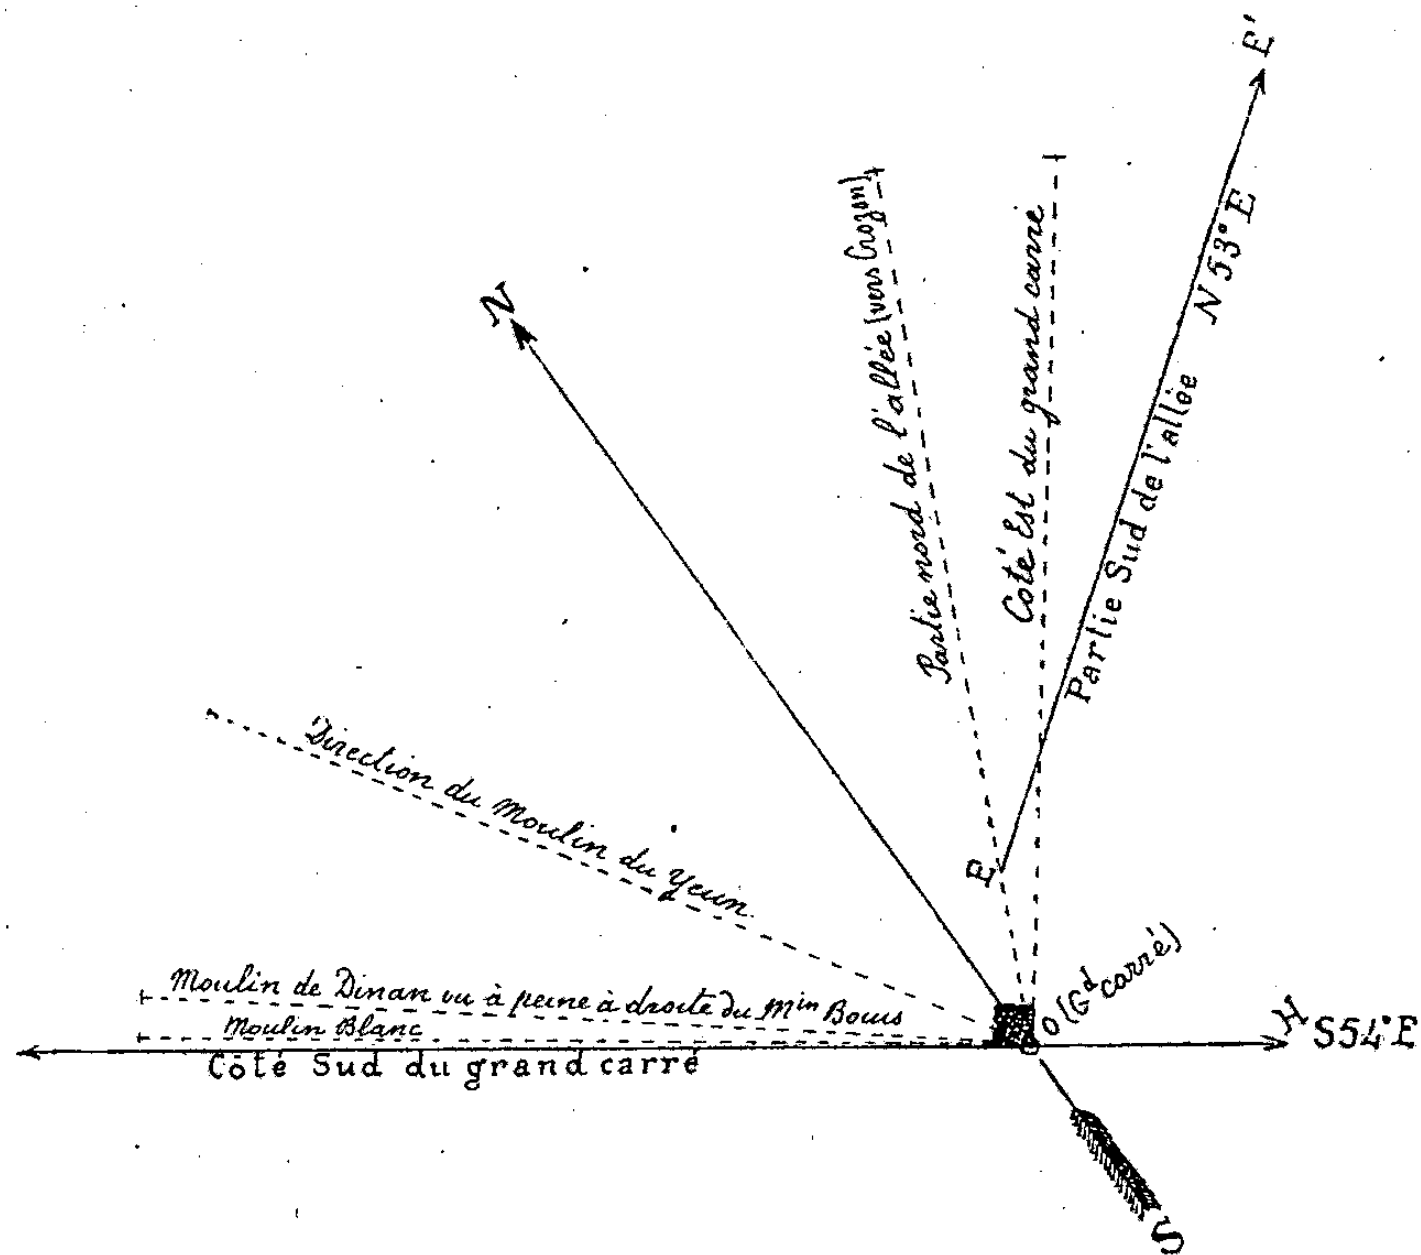 E'
N 53° E
Partie Sud de l'allée
Coté Est du grand carré
Partie nord de l'allée (vers Crozon)
N
Direction du Moulin du Yeun
E
O (Gd carré)
Moulin de Dinan vu à peine à droite du Min Bouis
Moulin Blanc
Côté Sud du grand carré
H
S54°E
S